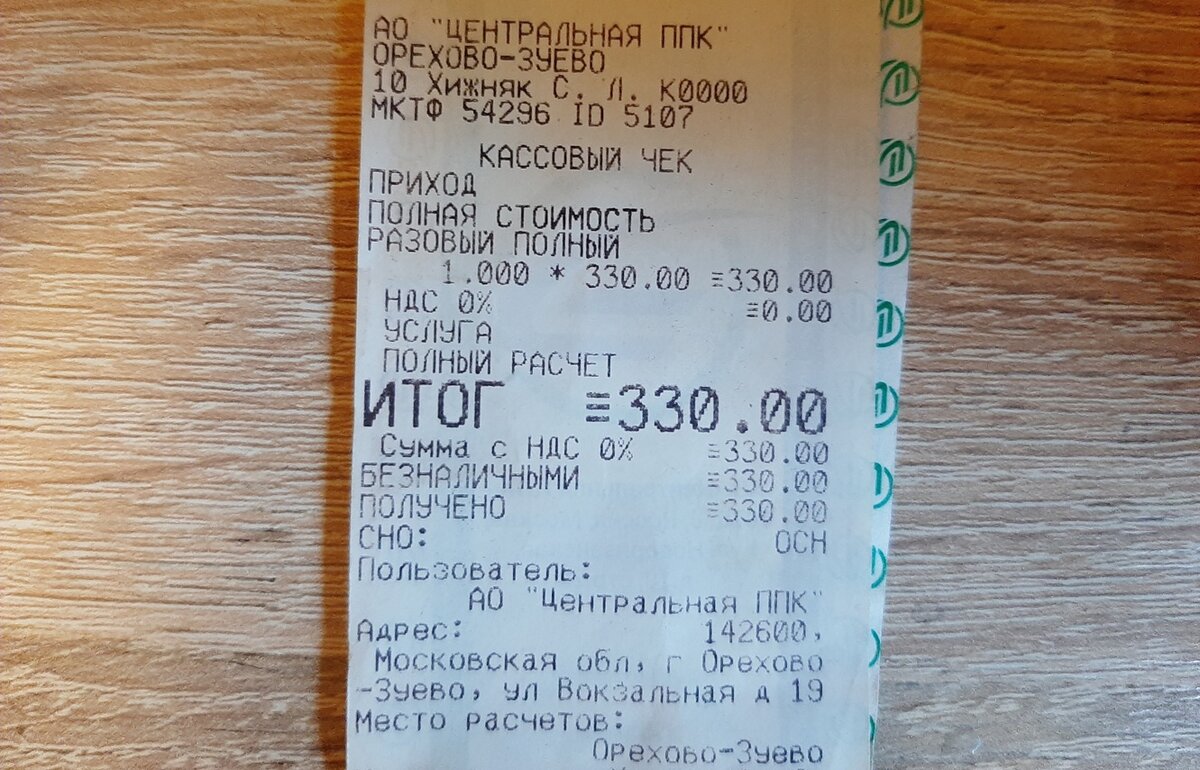 АО "ЦЕНТРАЛЬНАЯ ППК"
ОРЕХОВО-ЗУЕВО
10 Хижняк С. Л. К0000
МКТФ 54296 ID 5107
КАССОВЫЙ ЧЕК
ПРИХОД
ПОЛНАЯ СТОИМОСТЬ
РАЗОВЫЙ ПОЛНЫЙ
1.000 * 330.00 ≡330.00
НДС 0% ≡0.00
УСЛУГА
ПОЛНЫЙ РАСЧЕТ
ИТОГ ≡330.00
Сумма с НДС 0% ≡330.00
БЕЗНАЛИЧНЫМИ ≡330.00
ПОЛУЧЕНО ≡330.00
СНО: ОСН
Пользователь:
АО "Центральная ППК"
Адрес: 142600,
Московская обл, г Орехово
-Зуево, ул Вокзальная д 19
Место расчетов:
Орехово-Зуево